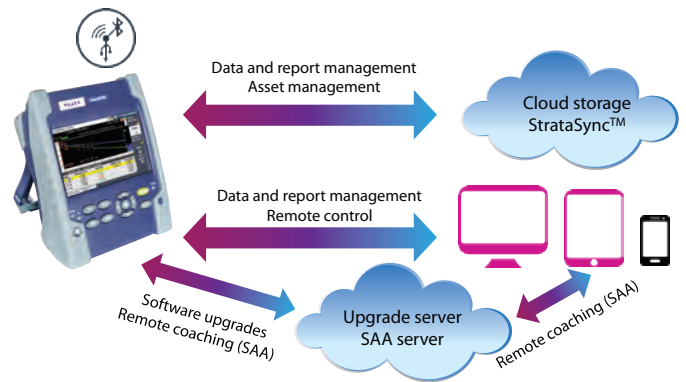 Data and report management
Asset management
Cloud storage
StrataSync™
Data and report management
Remote control
Software upgrades
Remote coaching (SAA)
Upgrade server
SAA server
Remote coaching (SAA)